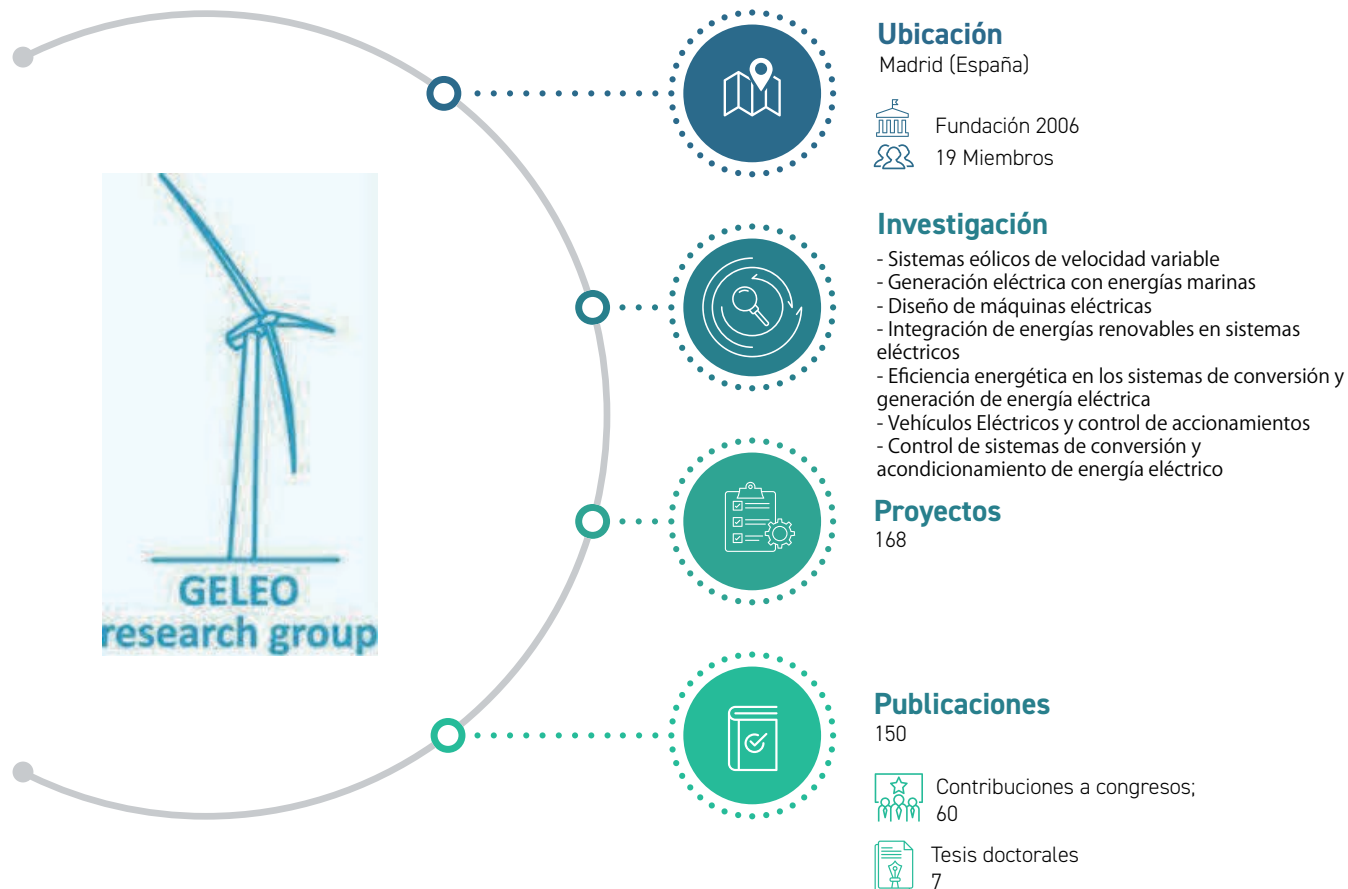 GELEO
research group
Ubicación
Madrid (España)
Fundación 2006
19 Miembros
Investigación
- Sistemas eólicos de velocidad variable
- Generación eléctrica con energías marinas
- Diseño de máquinas eléctricas
- Integración de energías renovables en sistemas
eléctricos
- Eficiencia energética en los sistemas de conversión y
generación de energía eléctrica
- Vehículos Eléctricos y control de accionamientos
- Control de sistemas de conversión y
acondicionamiento de energía eléctrico
Proyectos
168
Publicaciones
150
Contribuciones a congresos;
60
Tesis doctorales
7